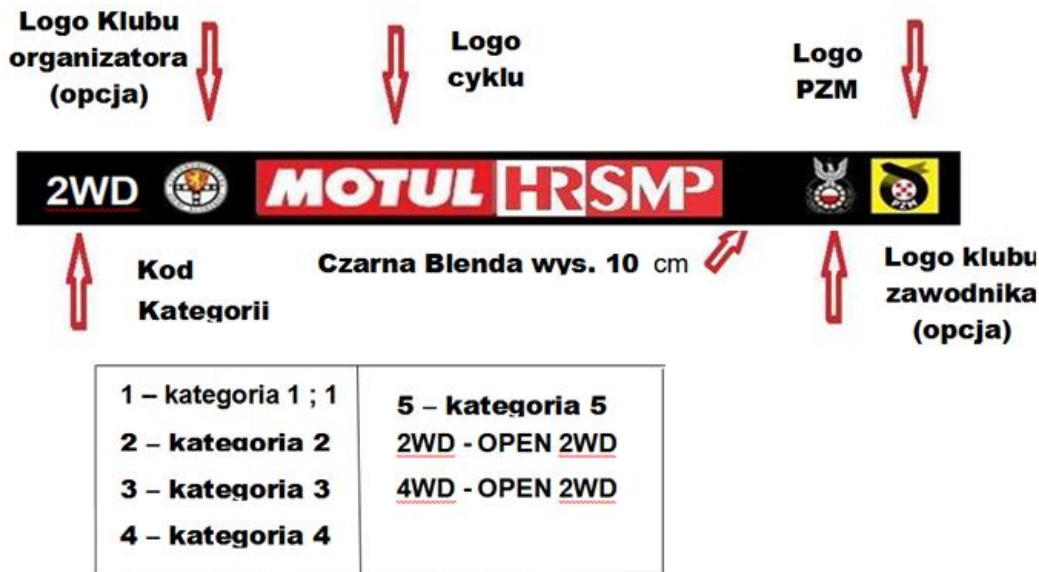 Logo Klubu
organizatora
(opcja)
Logo
cyklu
Logo
PZM
2WD
MOTUL HRSMP
PZM
Kod
Kategorii
Czarna Blenda wys. 10 cm
Logo klubu
zawodnika
(opcja)
1 – kategoria 1 ; 1
2 – kategoria 2
3 – kategoria 3
4 – kategoria 4
5 – kategoria 5
2WD - OPEN 2WD
4WD - OPEN 2WD